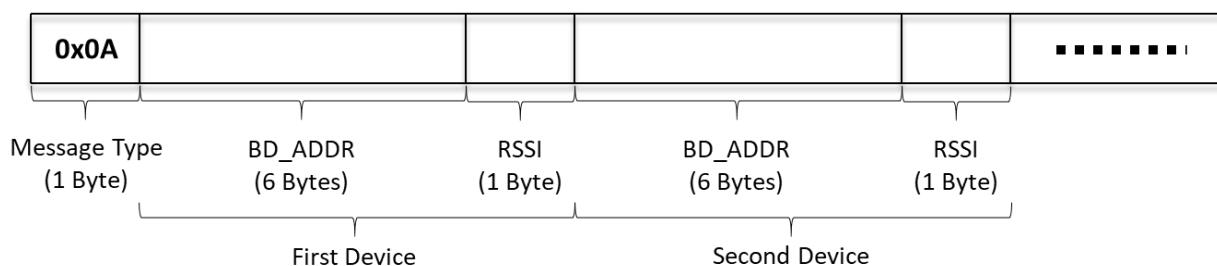 0x0A
Message Type
(1 Byte)
BD_ADDR
(6 Bytes)
RSSI
(1 Byte)
BD_ADDR
(6 Bytes)
RSSI
(1 Byte)
First Device
Second Device